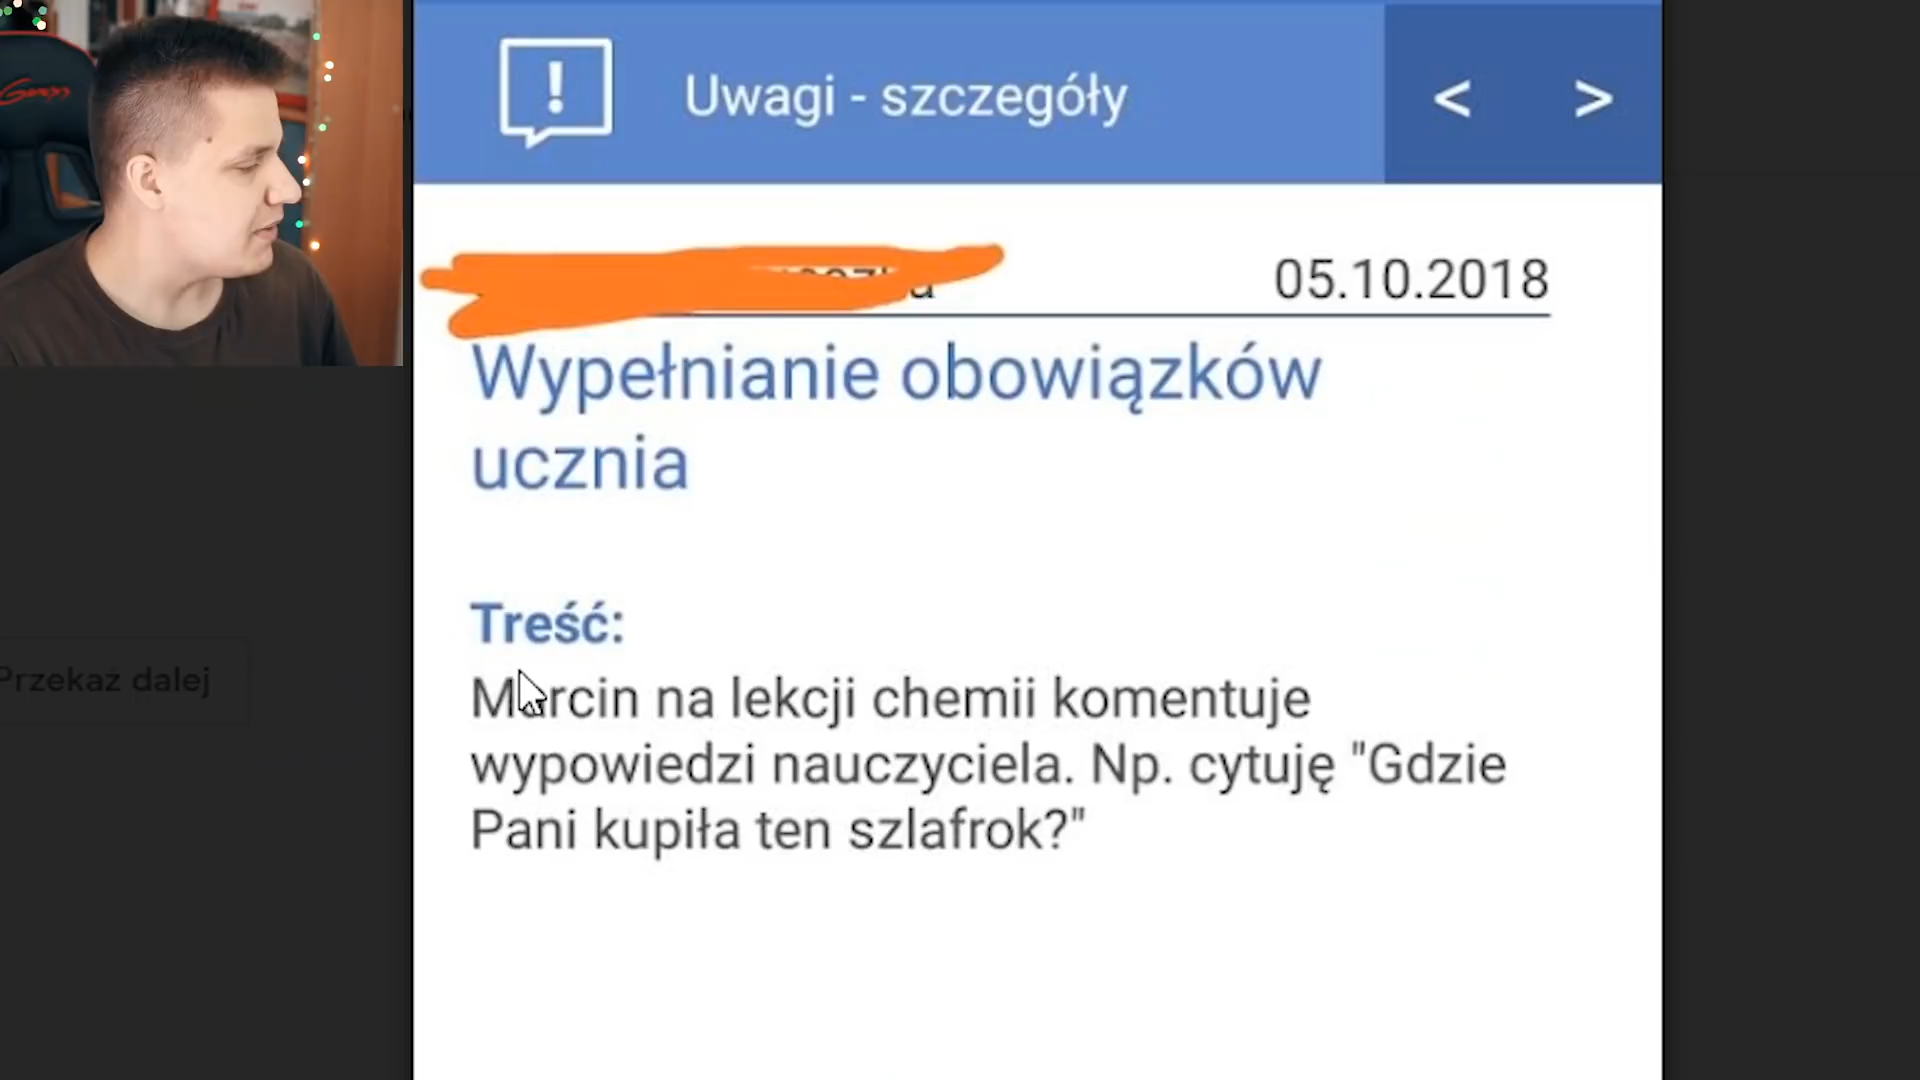 Uwagi - szczegóły
< >
05.10.2018
Wypełnianie obowiązków
ucznia
Treść:
Marcin na lekcji chemii komentuje
wypowiedzi nauczyciela. Np. cytuję "Gdzie
Pani kupiła ten szlafrok?"
Przekaż dalej